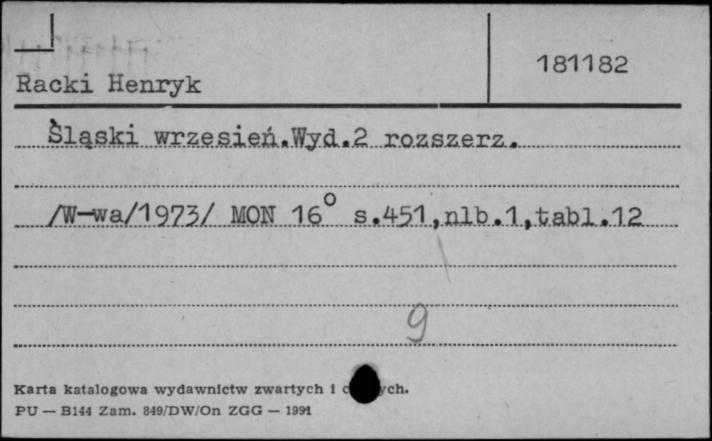 181182
Racki Henryk
Śląski wrzesień.Wyd.2 rozszerz.
/W-wa/1973/ MON 16° s.451,nlb.1,tabl.12
9
Karta katalogowa wydawnictw zwartych i
PU — B144 Zam. 849/DW/On ZGG — 1991